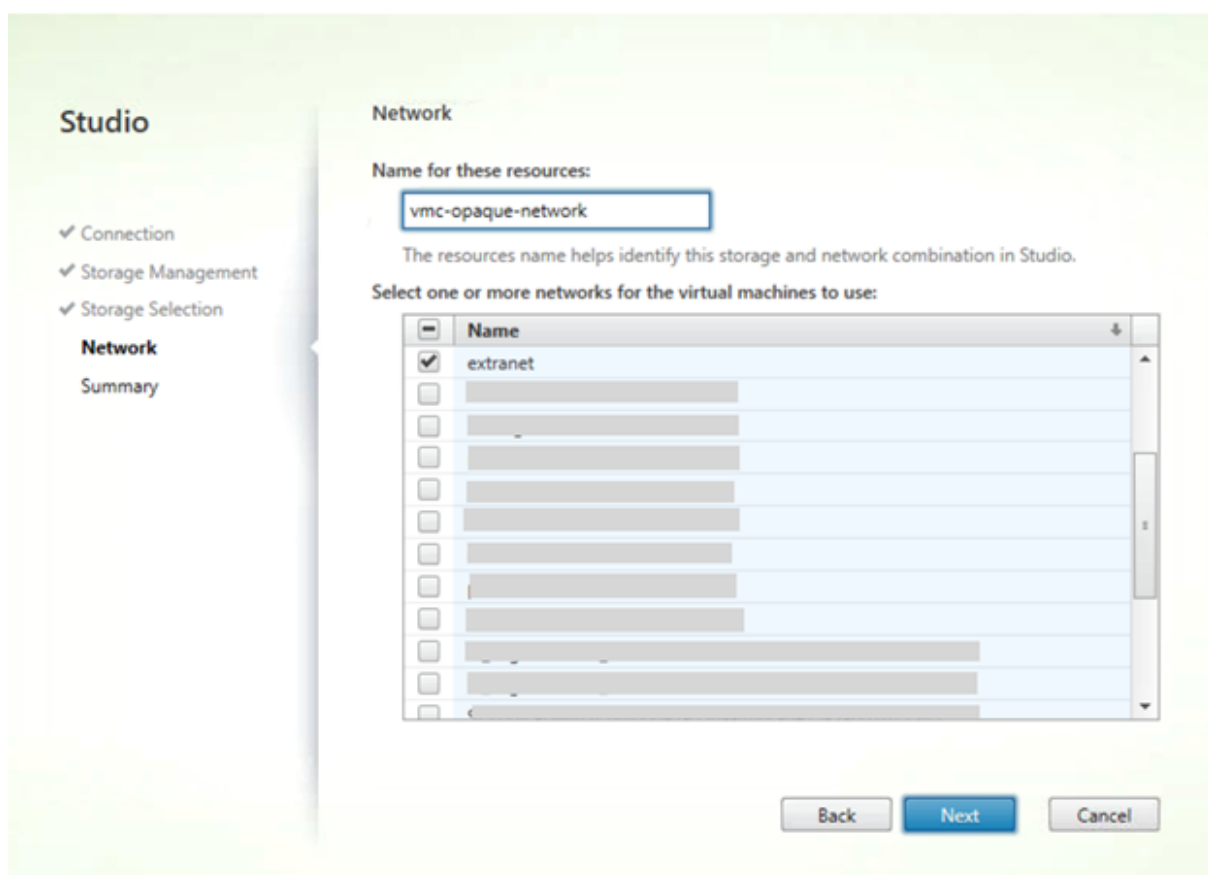 Studio
Connection
Storage Management
Storage Selection
Network
Summary
Network
Name for these resources:
vmc-opaque-network
The resources name helps identify this storage and network combination in Studio.
Select one or more networks for the virtual machines to use:
Name
extranet
Back
Next
Cancel